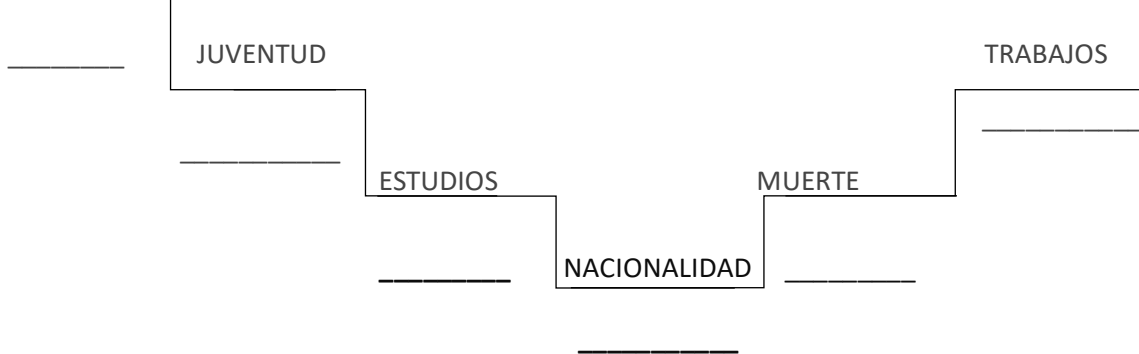 JUVENTUD
TRABAJOS
ESTUDIOS
MUERTE
NACIONALIDAD